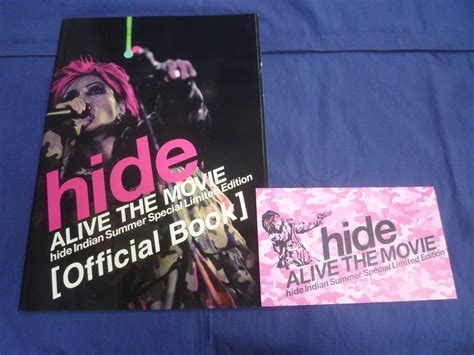 hide
ALIVE THE MOVIE
hide Indian Summer Special Limited Edition
[Official Book]
hide
ALIVE THE MOVIE
hide Indian Summer Special Limited Edition